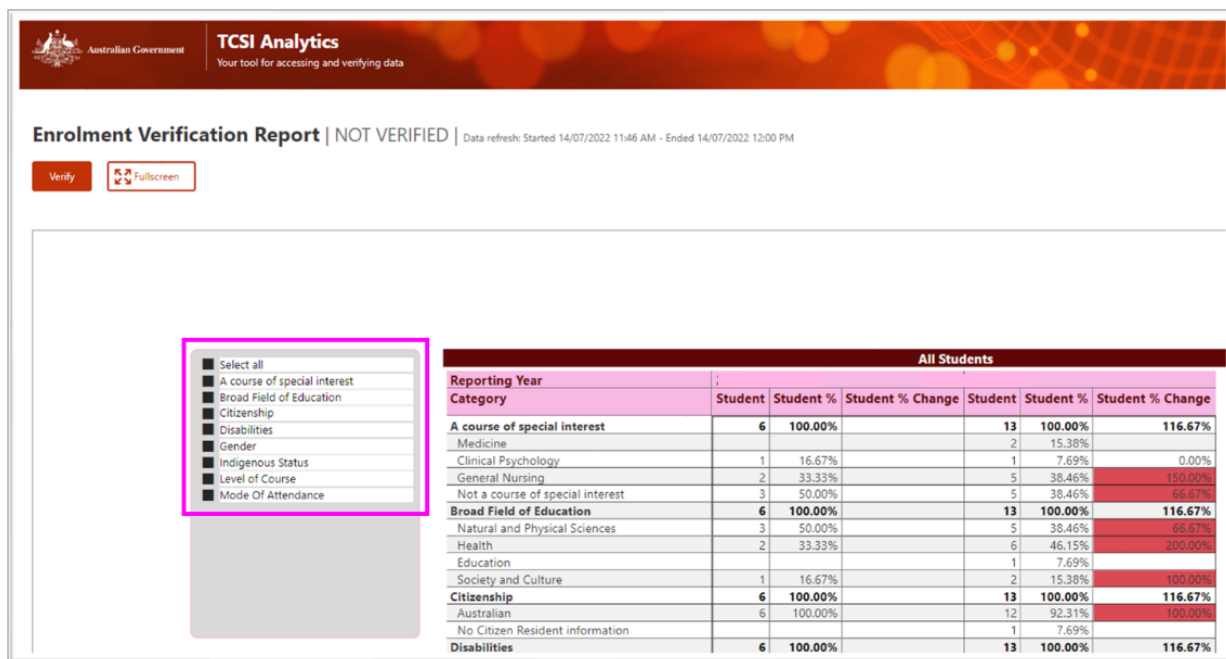 Australian Government
TCSI Analytics
Your tool for accessing and verifying data
Enrolment Verification Report | NOT VERIFIED | Data refresh: Started 14/07/2022 11:46 AM - Ended 14/07/2022 12:00 PM
Verify Fullscreen
Select all
A course of special interest
Broad Field of Education
Citizenship
Disabilities
Gender
Indigenous Status
Level of Course
Mode Of Attendance
All Students
Reporting Year
Category Student Student % Student % Change Student Student % Student % Change
A course of special interest 6 100.00% 13 100.00% 116.67%
Medicine 2 15.38%
Clinical Psychology 1 16.67% 1 7.69% 0.00%
General Nursing 2 33.33% 5 38.46% 150.00%
Not a course of special interest 3 50.00% 5 38.46% 66.67%
Broad Field of Education 6 100.00% 13 100.00% 116.67%
Natural and Physical Sciences 3 50.00% 5 38.46% 66.67%
Health 2 33.33% 6 46.15% 200.00%
Education 1 7.69%
Society and Culture 1 16.67% 2 15.38% 100.00%
Citizenship 6 100.00% 13 100.00% 116.67%
Australian 6 100.00% 12 92.31% 100.00%
No Citizen Resident information 1 7.69%
Disabilities 6 100.00% 13 100.00% 116.67%